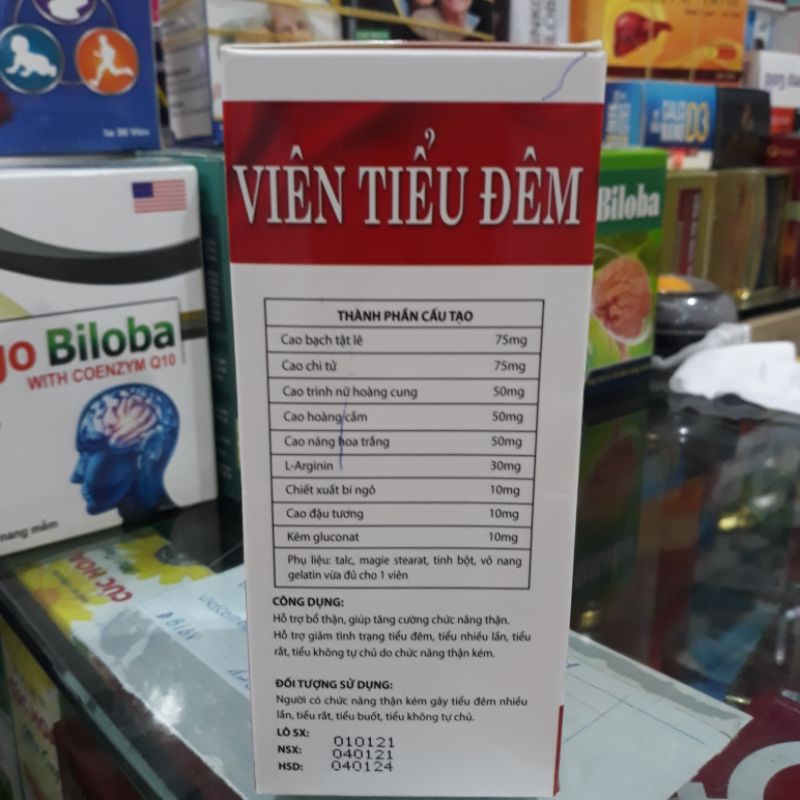 VIÊN TIỂU ĐÊM
THÀNH PHẦN CẤU TẠO
Cao bạch tật lê 75mg
Cao chi tử 75mg
Cao trinh nữ hoàng cung 50mg
Cao hoàng cầm 50mg
Cao náng hoa trắng 50mg
L-Arginin 30mg
Chiết xuất bí ngô 10mg
Cao đậu tương 10mg
Kẽm gluconat 10mg
Phụ liệu: talc, magie stearat, tinh bột, vỏ nang
gelatin vừa đủ cho 1 viên
CÔNG DỤNG:
Hỗ trợ bổ thận, giúp tăng cường chức năng thận.
Hỗ trợ giảm tình trạng tiểu đêm, tiểu nhiều lần, tiểu
rắt, tiểu không tự chủ do chức năng thận kém.
ĐỐI TƯỢNG SỬ DỤNG:
Người có chức năng thận kém gây tiểu đêm nhiều
lần, tiểu rắt, tiểu buốt, tiểu không tự chủ.
LÔ SX: 010121
NSX: 040121
HSD: 040124
go Biloba
WITH COENZYM Q10
nang mềm
Biloba
D3
CÚC HOA